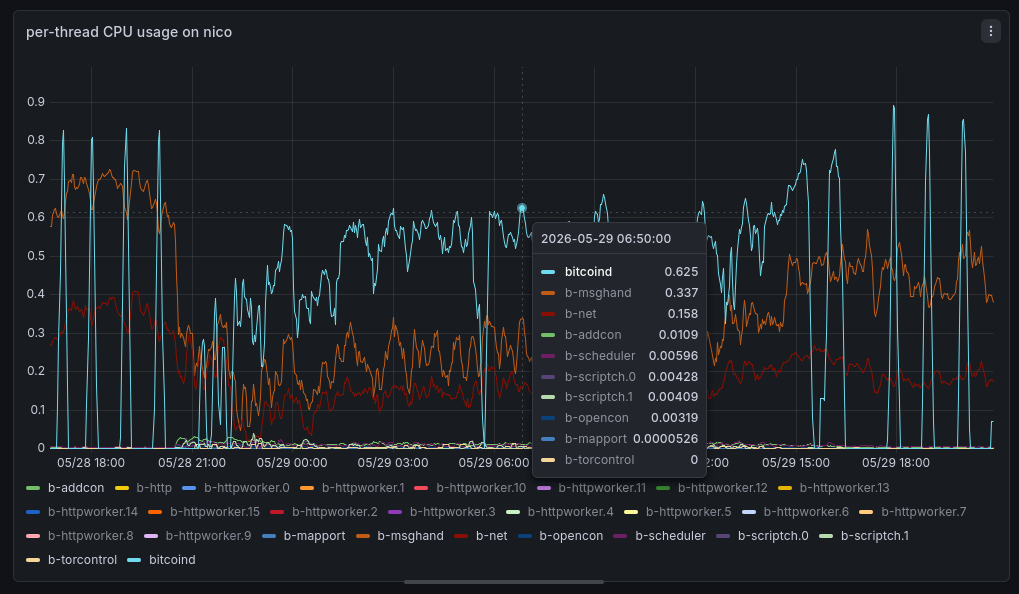 per-thread CPU usage on nico
0.9
0.8
0.7
0.6
0.5
0.4
0.3
0.2
0.1
0
05/28 18:00 05/28 21:00 05/29 00:00 05/29 03:00 05/29 06:00 2:00 05/29 15:00 05/29 18:00
2026-05-29 06:50:00
bitcoind 0.625
b-msghand 0.337
b-net 0.158
b-addcon 0.0109
b-scheduler 0.00596
b-scriptch.0 0.00428
b-scriptch.1 0.00409
b-opencon 0.00319
b-mapport 0.0000526
b-torcontrol 0
b-addcon b-http b-httpworker.0 b-httpworker.1 b-httpworker.10 b-httpworker.11 b-httpworker.12 b-httpworker.13
b-httpworker.14 b-httpworker.15 b-httpworker.2 b-httpworker.3 b-httpworker.4 b-httpworker.5 b-httpworker.6 b-httpworker.7
b-httpworker.8 b-httpworker.9 b-mapport b-msghand b-net b-opencon b-scheduler b-scriptch.0 b-scriptch.1
b-torcontrol bitcoind